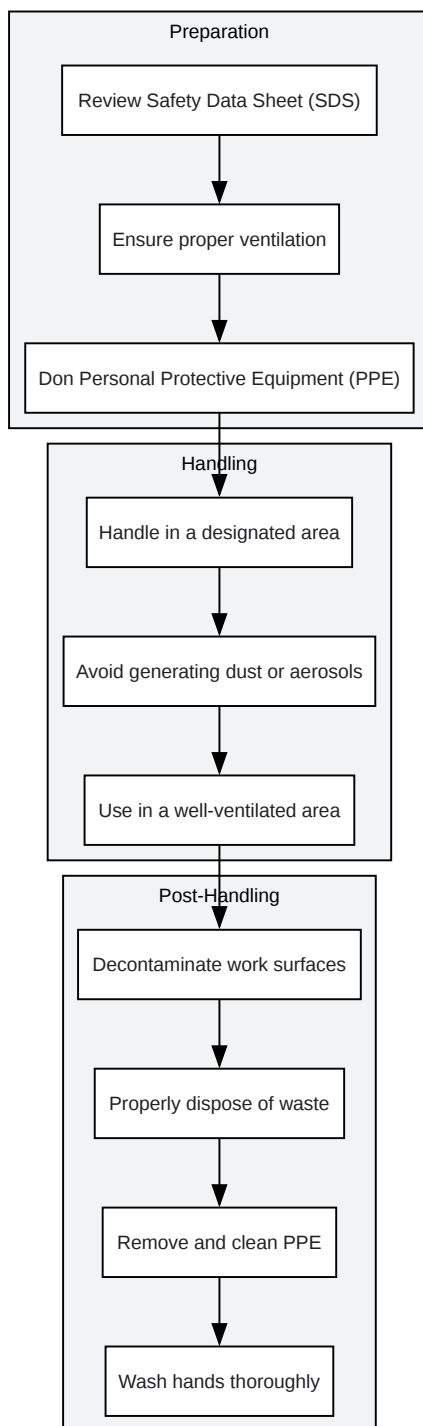 Preparation
Review Safety Data Sheet (SDS)
Ensure proper ventilation
Don Personal Protective Equipment (PPE)
Handling
Handle in a designated area
Avoid generating dust or aerosols
Use in a well-ventilated area
Post-Handling
Decontaminate work surfaces
Properly dispose of waste
Remove and clean PPE
Wash hands thoroughly